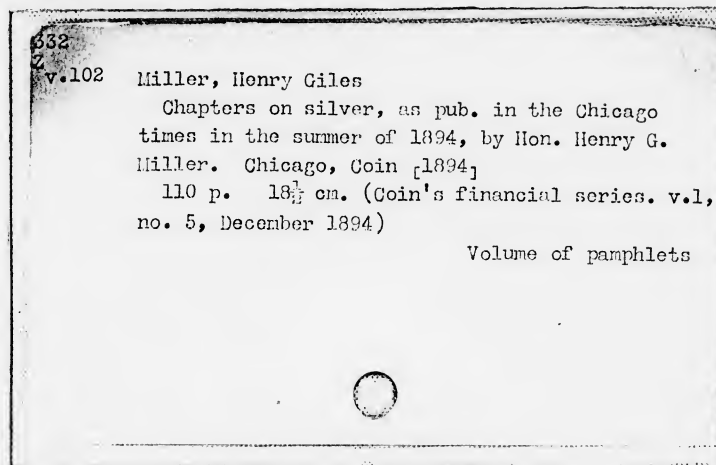 332
Z
v.102
Miller, Henry Giles
Chapters on silver, as pub. in the Chicago
times in the summer of 1894, by Hon. Henry G.
Miller. Chicago, Coin [1894]
110 p. 18½ cm. (Coin's financial series. v.1,
no. 5, December 1894)
Volume of pamphlets